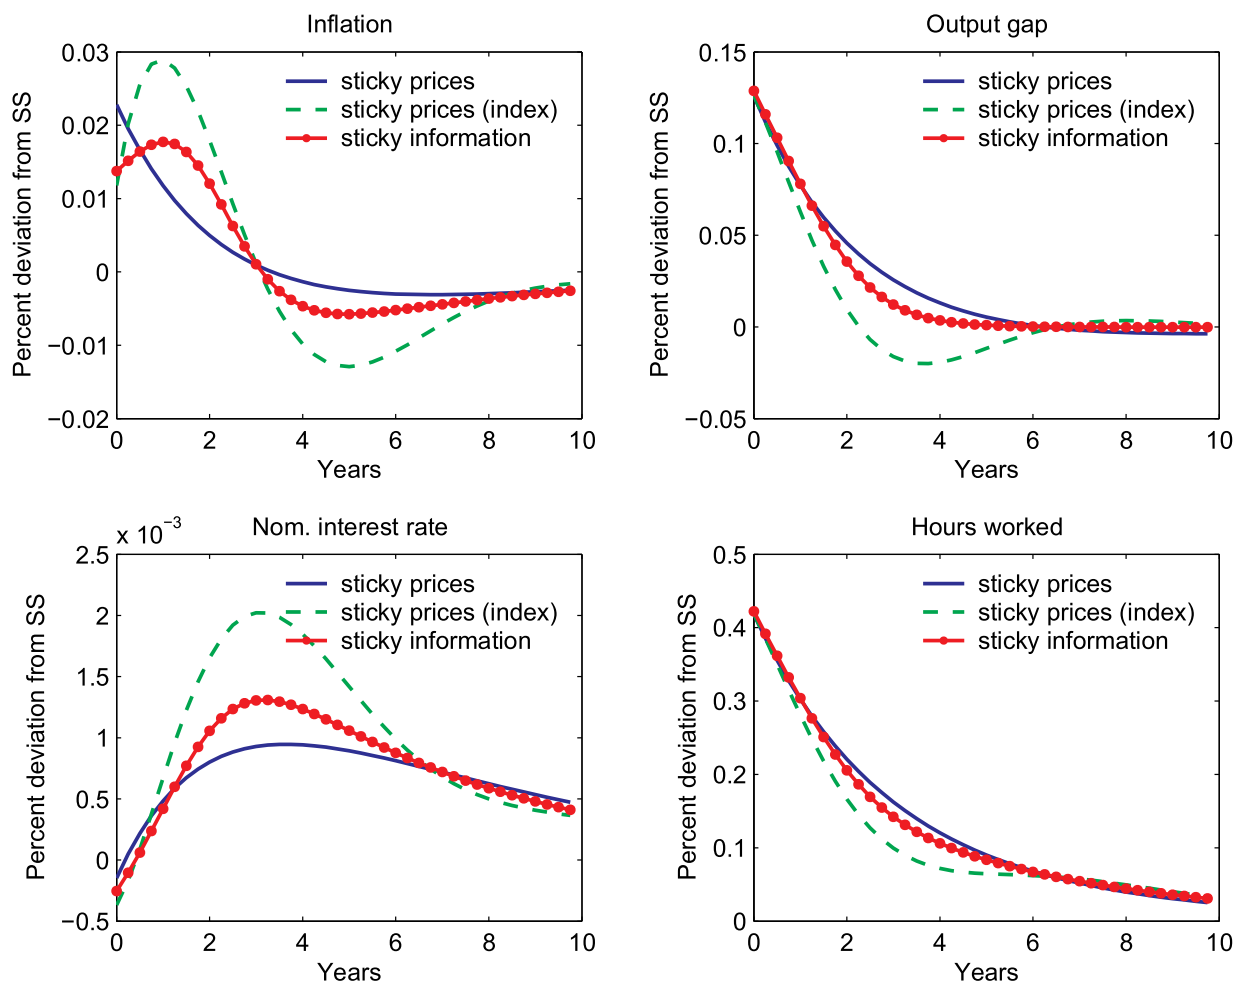 Inflation
Percent deviation from SS
0.03
0.02
0.01
0
−0.01
−0.02
sticky prices
sticky prices (index)
sticky information
0 2 4 6 8 10
Years
Output gap
Percent deviation from SS
0.15
0.1
0.05
0
−0.05
sticky prices
sticky prices (index)
sticky information
0 2 4 6 8 10
Years
Nom. interest rate
x 10⁻³
Percent deviation from SS
2.5
2
1.5
1
0.5
0
−0.5
sticky prices
sticky prices (index)
sticky information
0 2 4 6 8 10
Years
Hours worked
Percent deviation from SS
0.5
0.4
0.3
0.2
0.1
0
sticky prices
sticky prices (index)
sticky information
0 2 4 6 8 10
Years